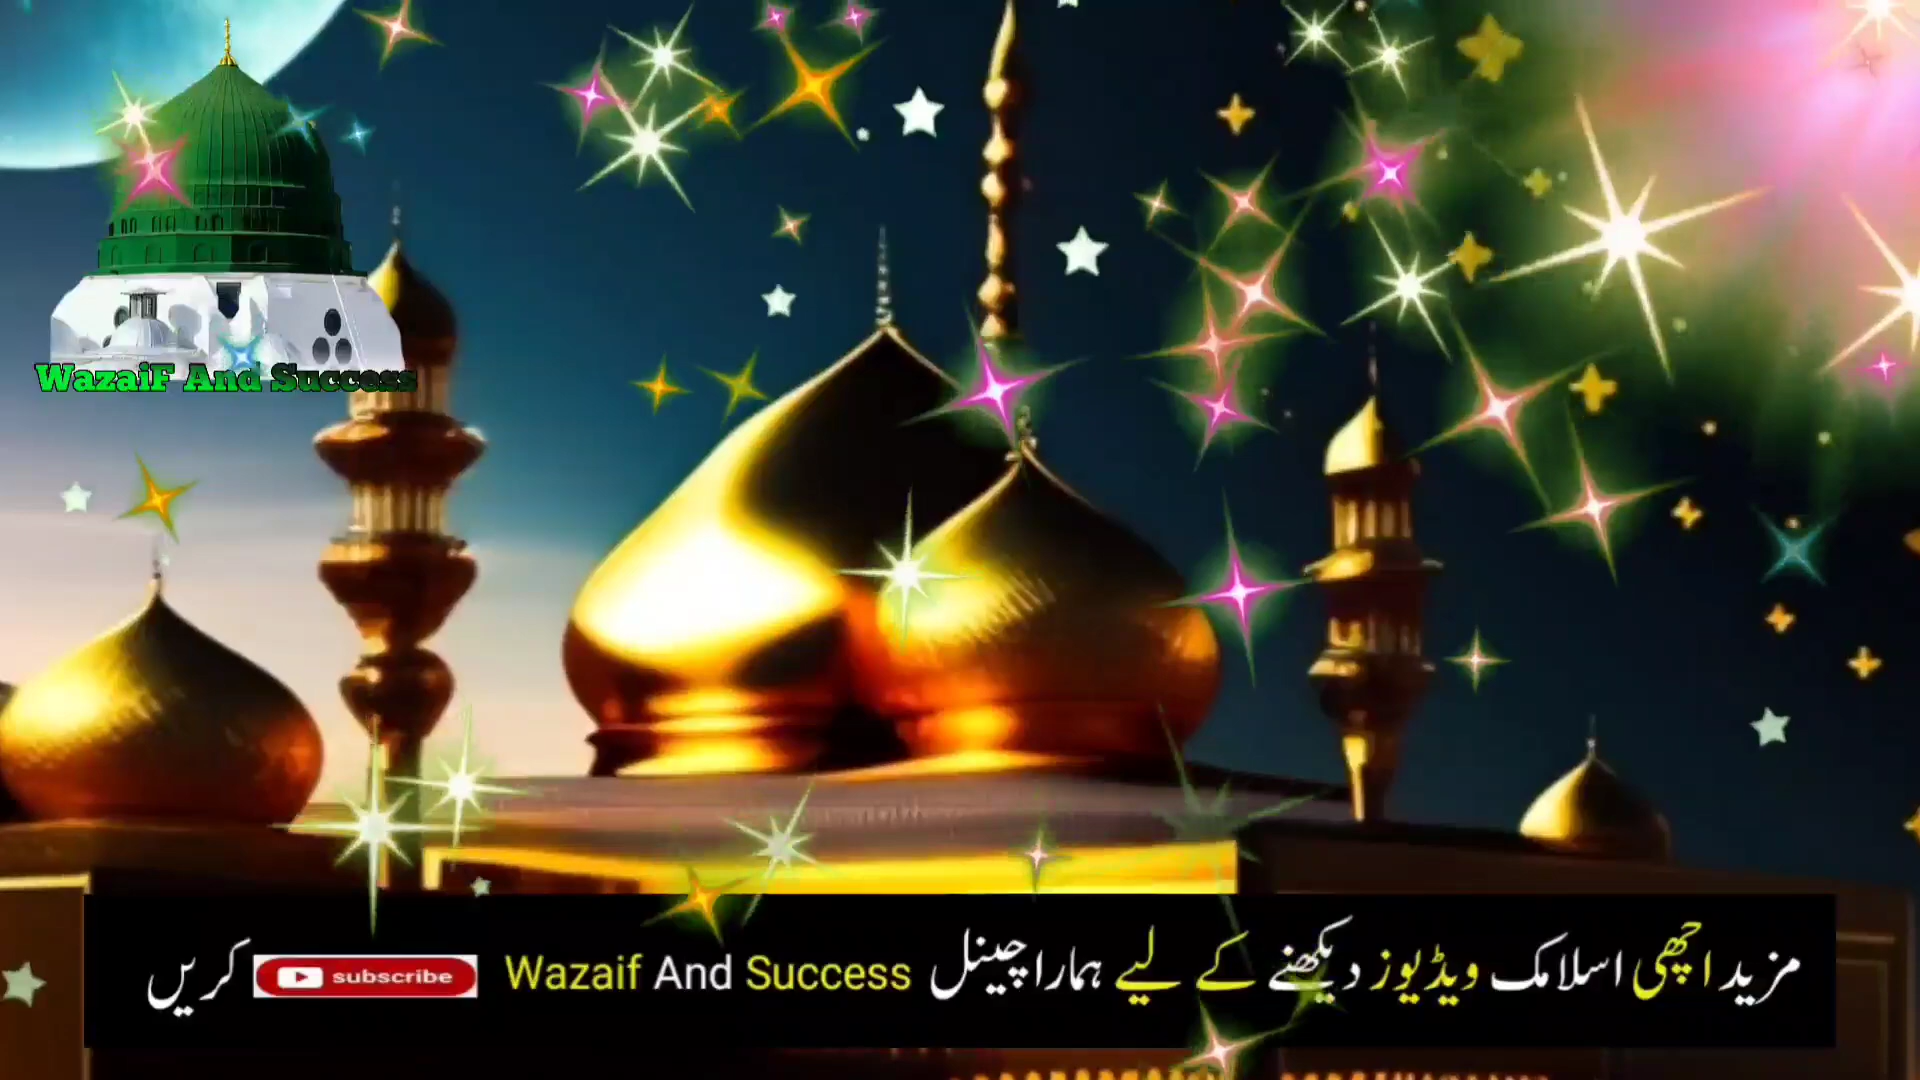 WazaiF And Success
مزید اچھی اسلامک ویڈیوز دیکھنے کے لیے ہمارا چینل Wazaif And Success subscribe کریں